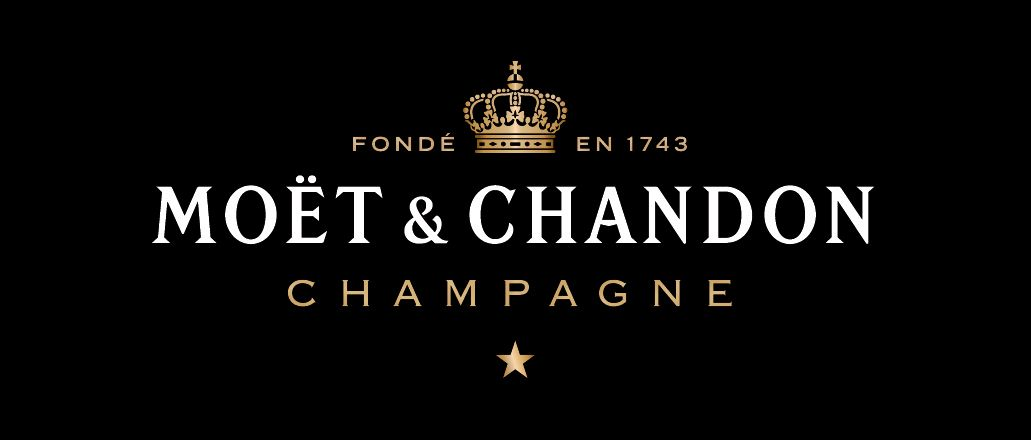 FONDÉ EN 1743
MOËT & CHANDON
CHAMPAGNE